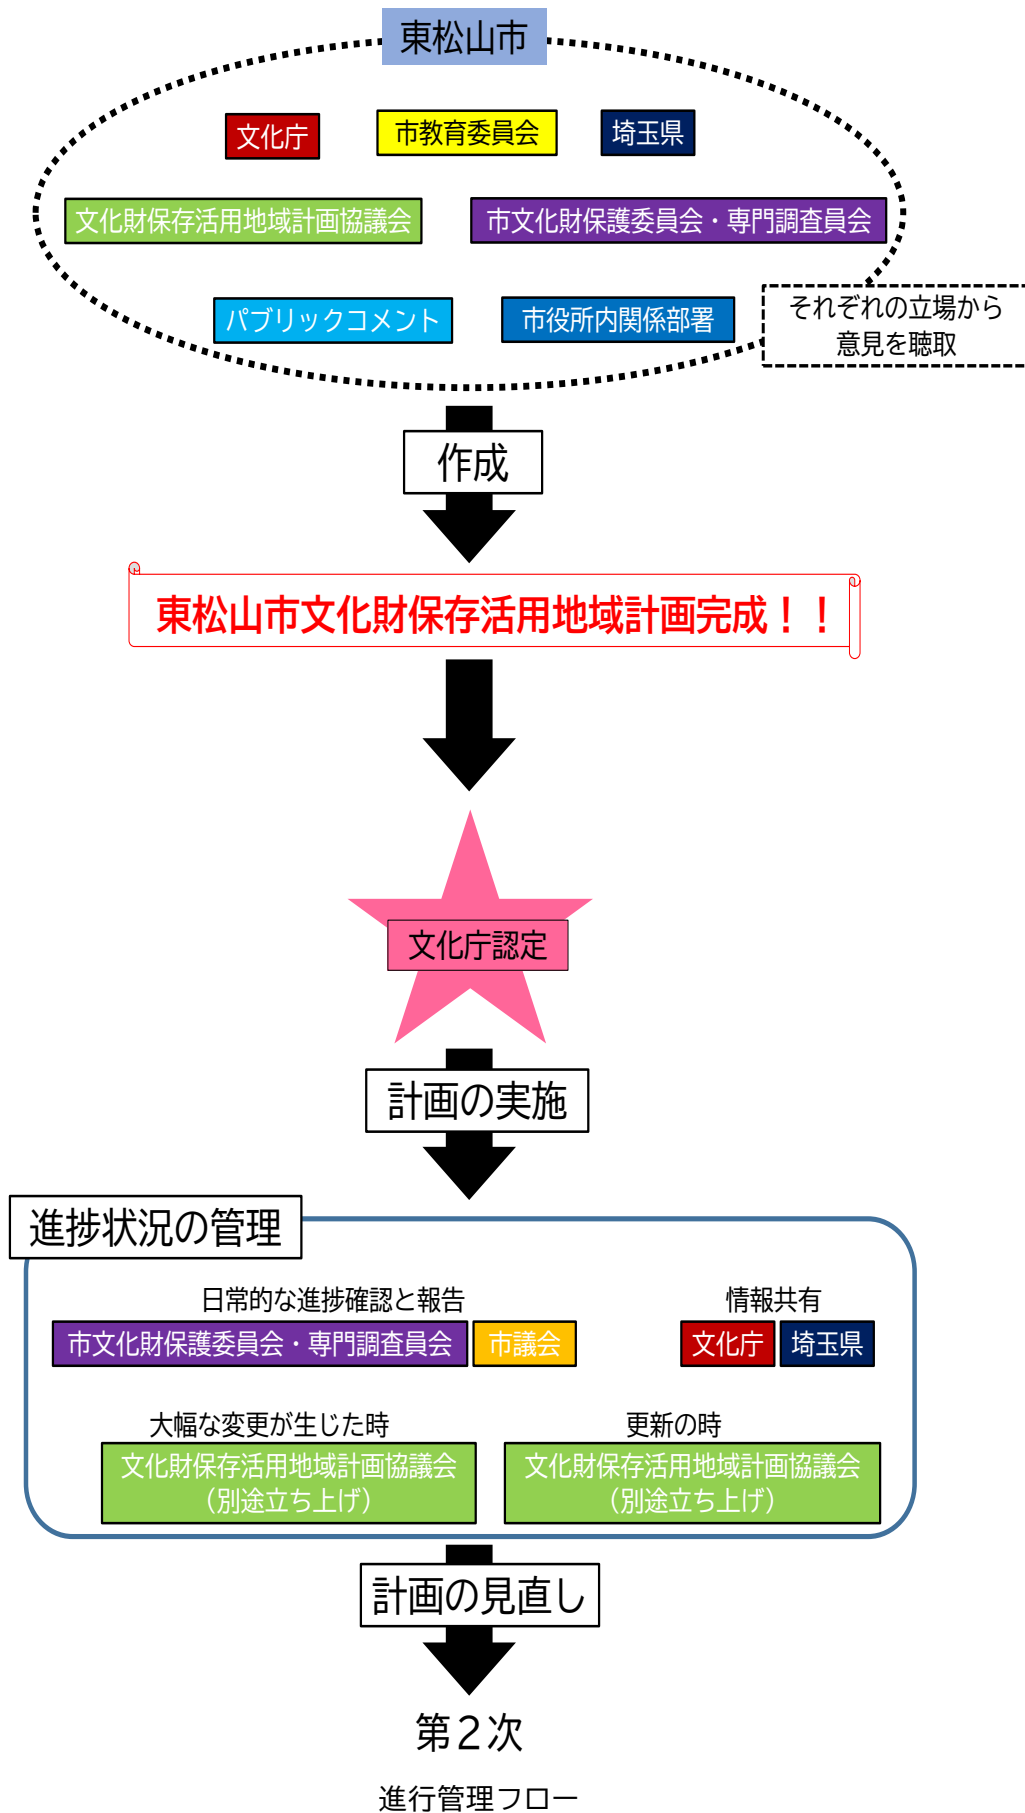 東松山市
文化庁
市教育委員会
埼玉県
文化財保存活用地域計画協議会
市文化財保護委員会・専門調査員会
パブリックコメント
市役所内関係部署
それぞれの立場から
意見を聴取
作成
東松山市文化財保存活用地域計画完成！！
文化庁認定
計画の実施
進捗状況の管理
日常的な進捗確認と報告
情報共有
市文化財保護委員会・専門調査員会
市議会
文化庁
埼玉県
大幅な変更が生じた時
更新の時
文化財保存活用地域計画協議会
（別途立ち上げ）
文化財保存活用地域計画協議会
（別途立ち上げ）
計画の見直し
第２次
進行管理フロー